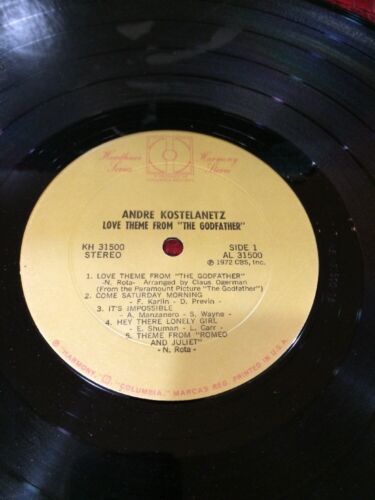 Headliner Harmony
Series Stereo
ANDRE KOSTELANETZ
LOVE THEME FROM "THE GODFATHER"
KH 31500 SIDE 1
STEREO AL 31500
℗ 1972 CBS, Inc.
1. LOVE THEME FROM "THE GODFATHER"
-N. Rota- Arranged by Claus Ogerman
(From the Paramount Picture "The Godfather")
2. COME SATURDAY MORNING
- F. Karlin - D. Previn -
3. IT'S IMPOSSIBLE
- A. Manzanero - S. Wayne -
4. HEY THERE LONELY GIRL
- E. Shuman - L. Carr -
5. THEME FROM "ROMEO
AND JULIET"
- N. Rota -
® "HARMONY," "COLUMBIA," MARCAS REG. PRINTED IN U.S.A.